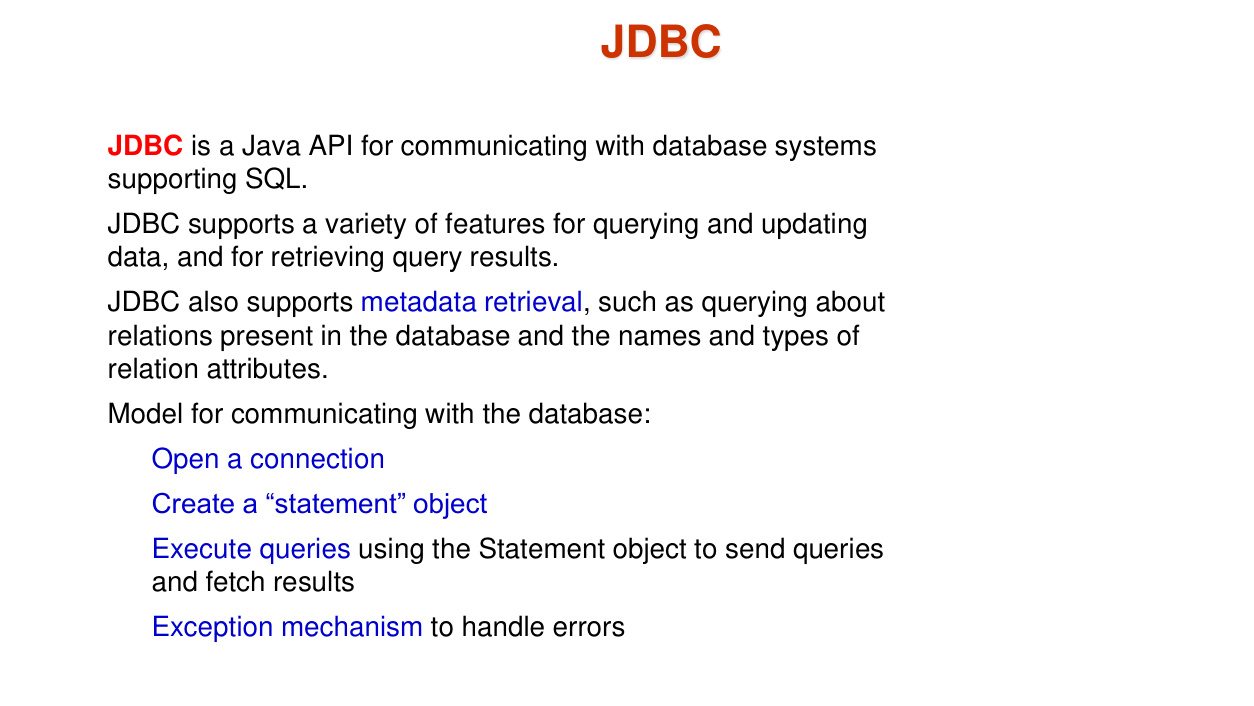 JDBC
JDBC is a Java API for communicating with database systems
supporting SQL.
JDBC supports a variety of features for querying and updating
data, and for retrieving query results.
JDBC also supports metadata retrieval, such as querying about
relations present in the database and the names and types of
relation attributes.
Model for communicating with the database:
Open a connection
Create a “statement” object
Execute queries using the Statement object to send queries
and fetch results
Exception mechanism to handle errors